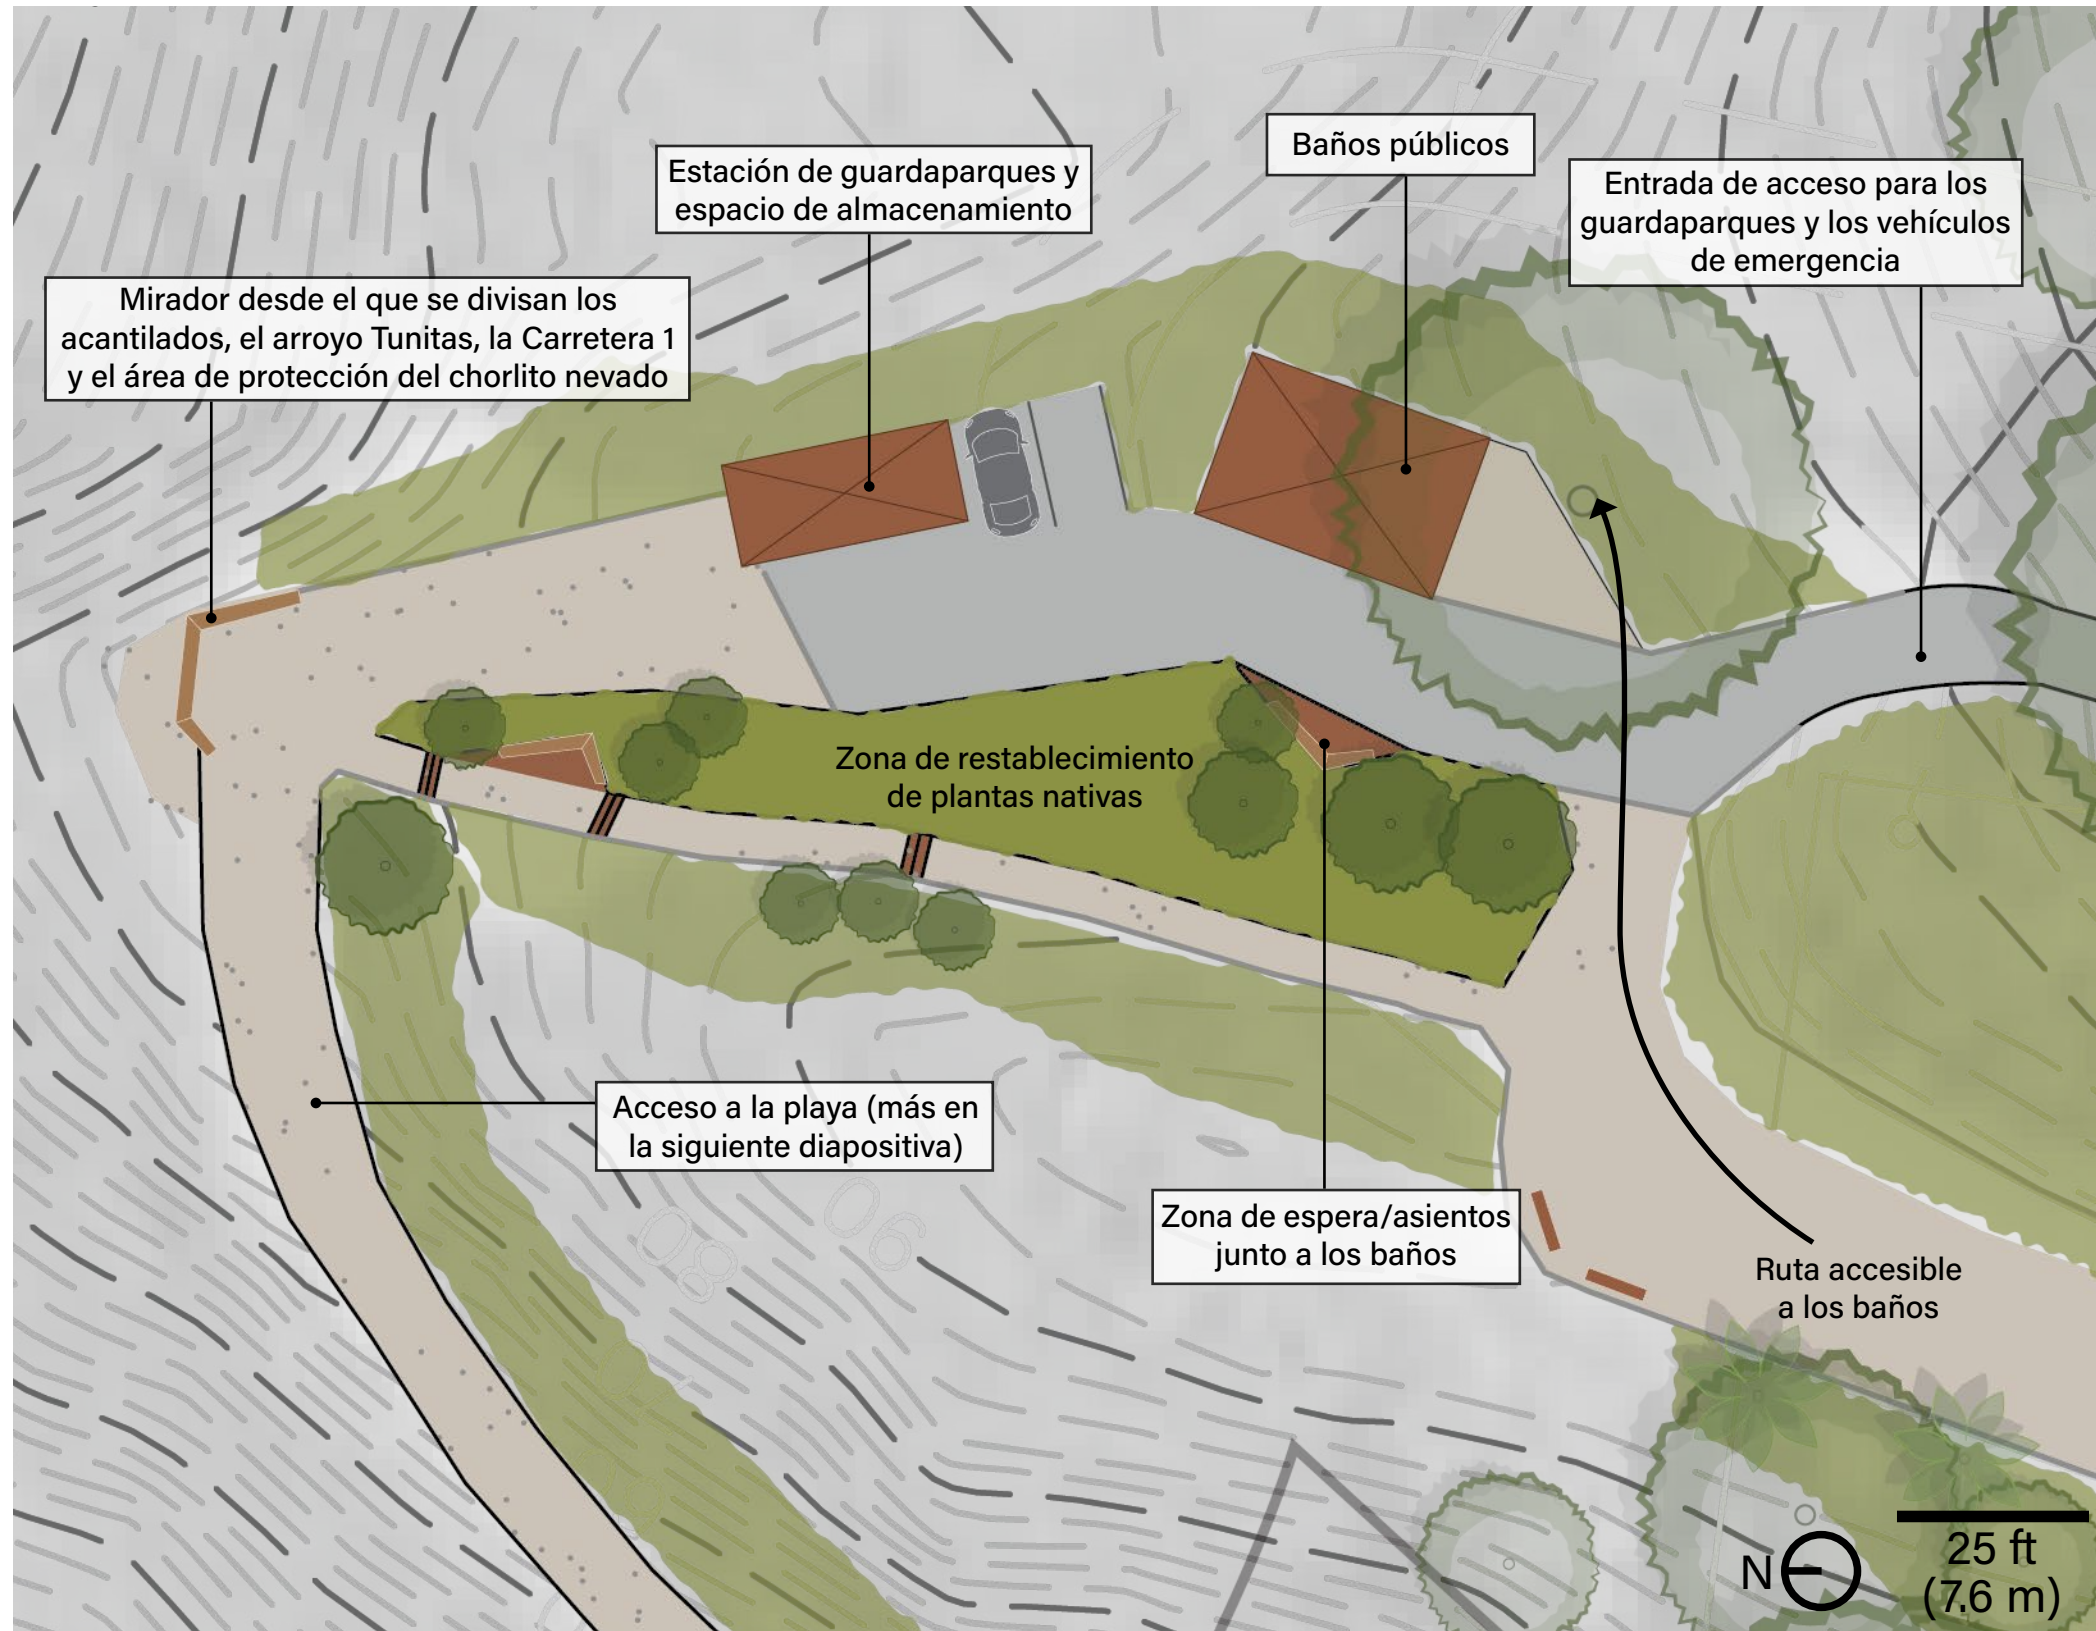 Baños públicos
Estación de guardaparques y
espacio de almacenamiento
Entrada de acceso para los
guardaparques y los vehículos
de emergencia
Mirador desde el que se divisan los
acantilados, el arroyo Tunitas, la Carretera 1
y el área de protección del chorlito nevado
Zona de restablecimiento
de plantas nativas
Acceso a la playa (más en
la siguiente diapositiva)
Zona de espera/asientos
junto a los baños
Ruta accesible
a los baños
80
90
N
25 ft
(7.6 m)